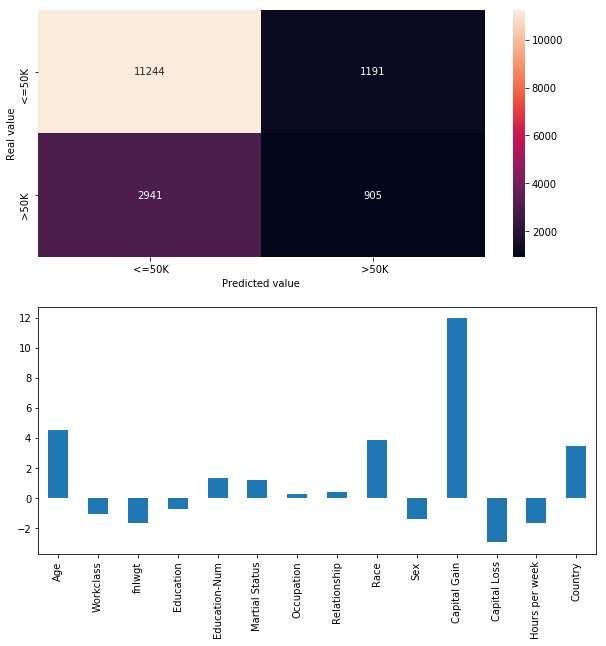 <=50K
>50K
Real value
11244
1191
2941
905
<=50K
>50K
Predicted value
10000
8000
6000
4000
2000
12
10
8
6
4
2
0
−2
Age
Workclass
fnlwgt
Education
Education-Num
Martial Status
Occupation
Relationship
Race
Sex
Capital Gain
Capital Loss
Hours per week
Country